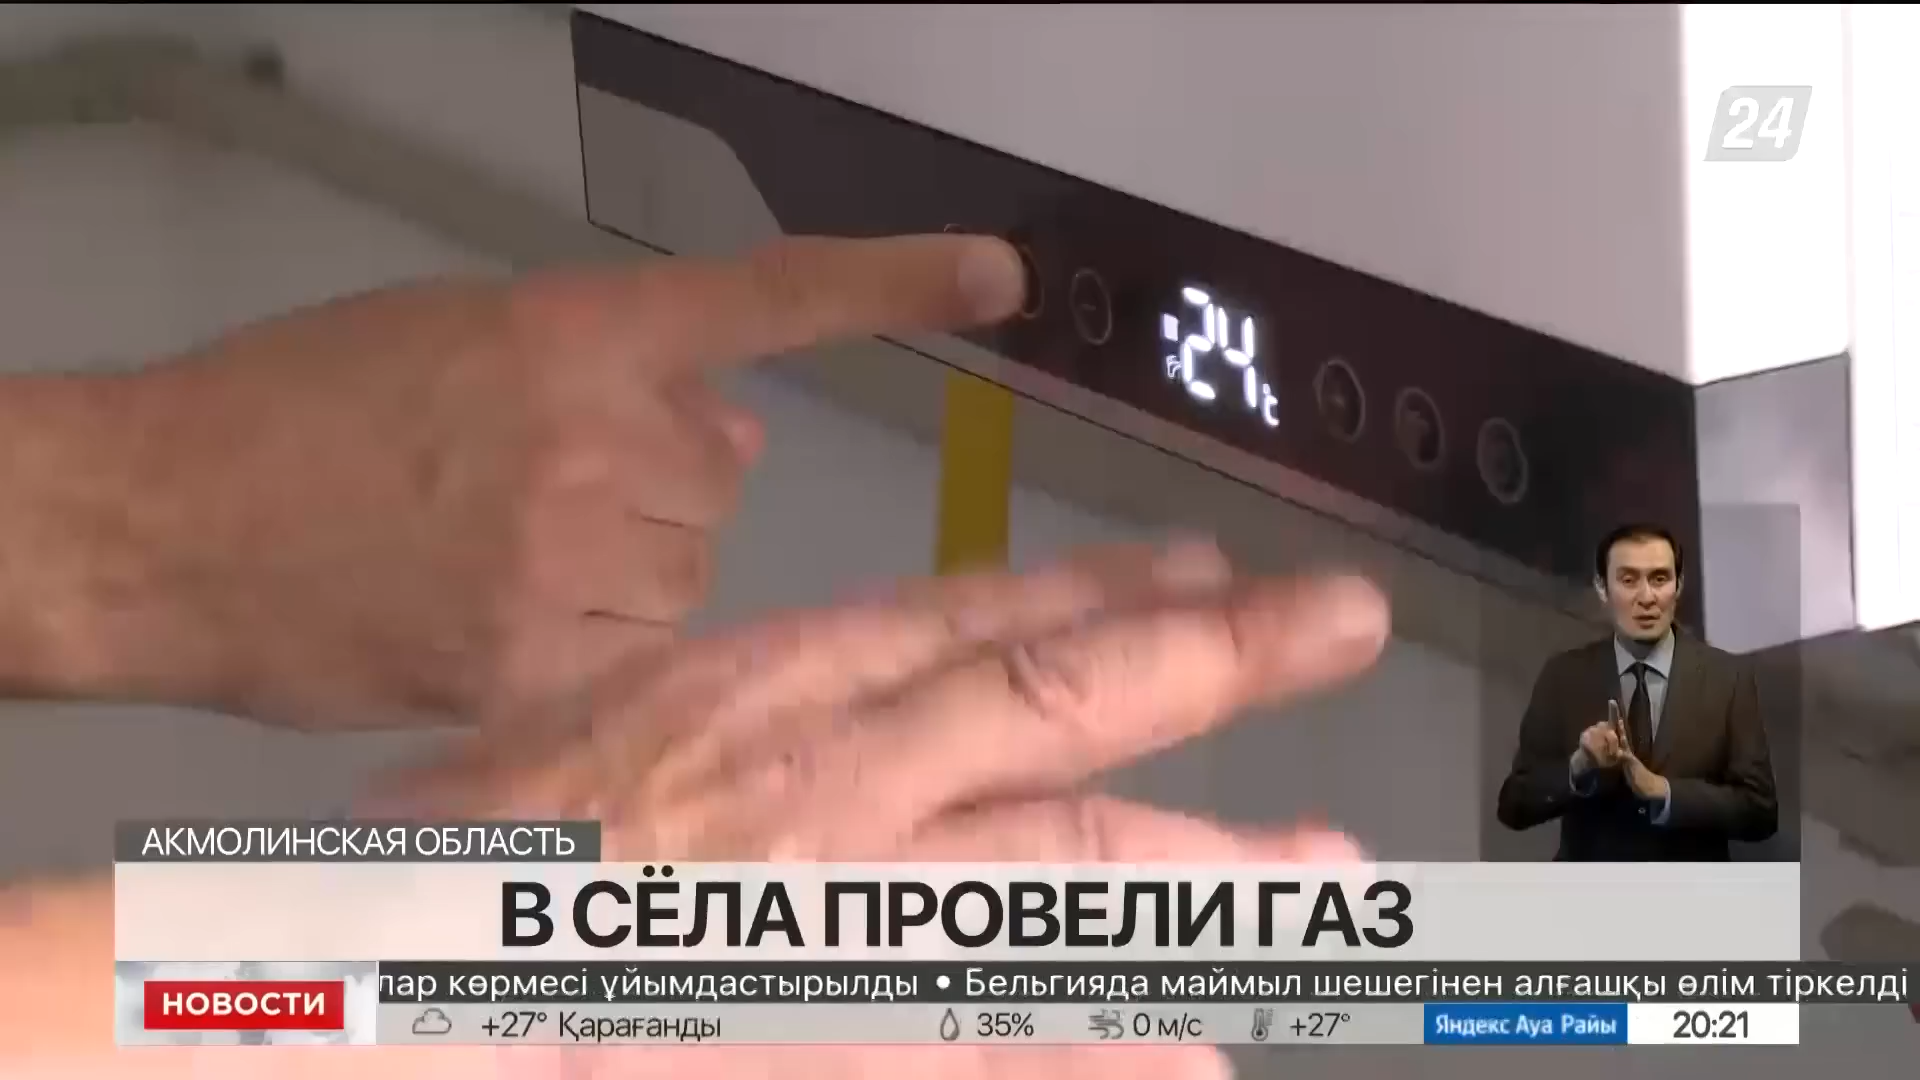 24
24
АКМОЛИНСКАЯ ОБЛАСТЬ
В СЁЛА ПРОВЕЛИ ГАЗ
лар көрмесі ұйымдастырылды • Бельгияда маймыл шешегінен алғашқы өлім тіркелді
НОВОСТИ
+27° Қарағанды 35% 0 м/с +27° Яндекс Ауа Райы 20:21